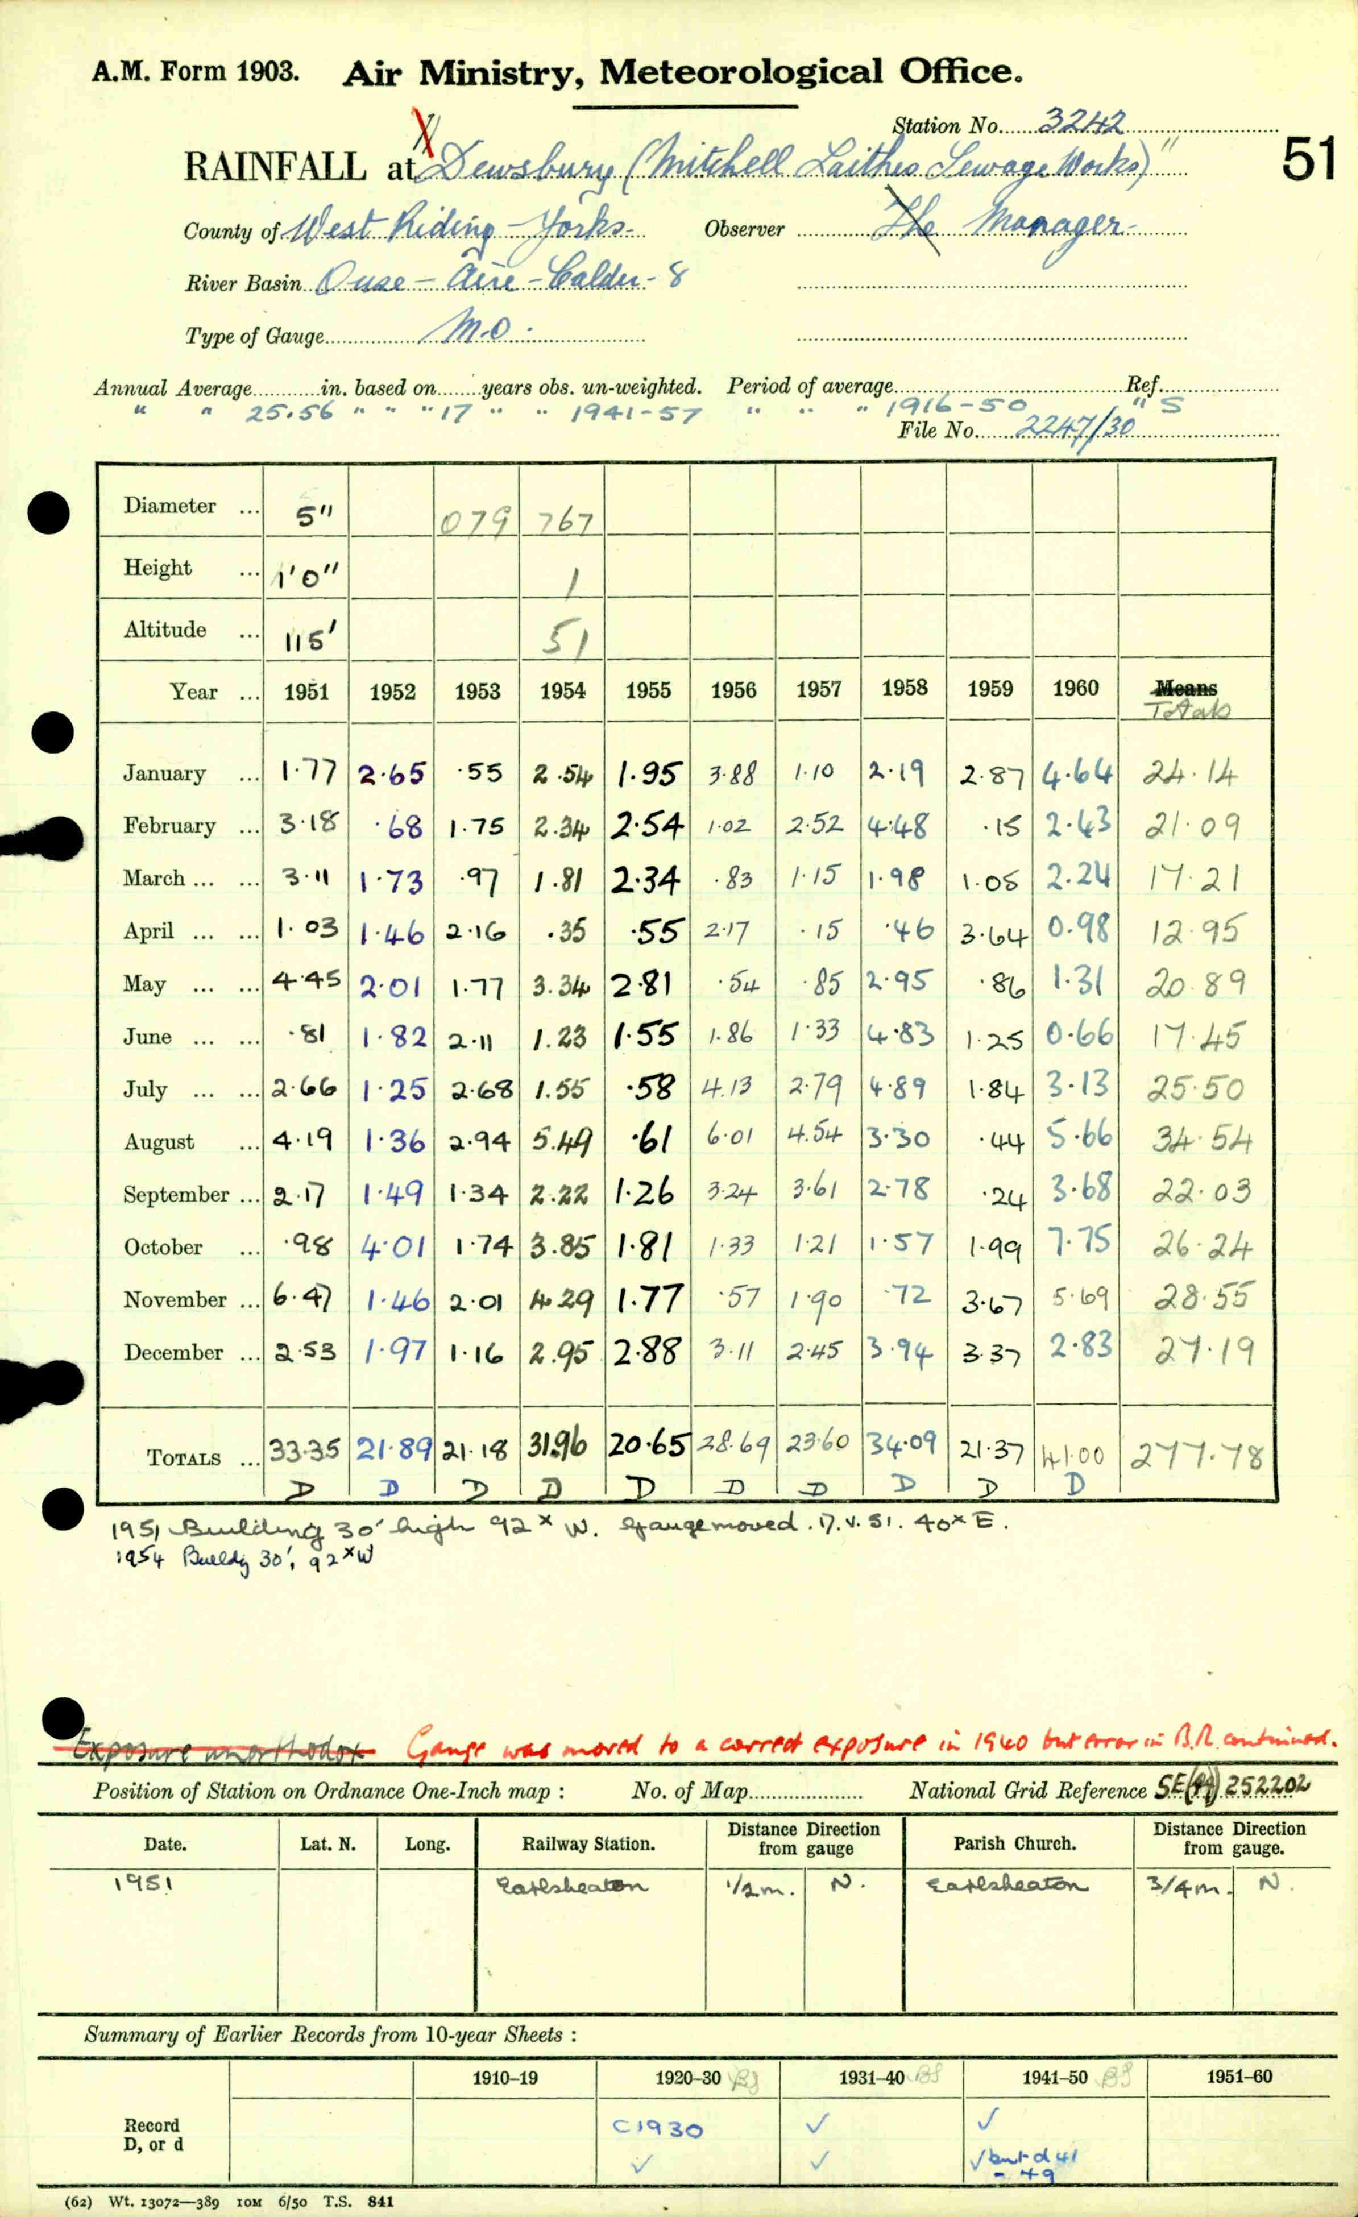 A.M. Form 1903. Air Ministry, Meteorological Office.
Station No. 3242
51
RAINFALL at "Dewsbury (Mitchell Laithes Sewage Works)"
County of West Riding - Yorks. Observer The Manager.
River Basin Ouse - Aire - Calder - 8
Type of Gauge M.O.
Annual Average in. based on years obs. un-weighted. Period of average Ref.
" " 25.56 " " " 17 " " 1941-57 " " " 1916-50 " S
File No. 2247/30
Diameter ... 5" 079 767
Height ... 1'0" 1
Altitude ... 115' 51
Year ... 1951 1952 1953 1954 1955 1956 1957 1958 1959 1960 Means Totals
January ... 1.77 2.65 .55 2.54 1.95 3.88 1.10 2.19 2.87 4.64 24.14
February ... 3.18 .68 1.75 2.34 2.54 1.02 2.52 4.48 .15 2.43 21.09
March ... ... 3.11 1.73 .97 1.81 2.34 .83 1.15 1.98 1.05 2.24 17.21
April ... ... 1.03 1.46 2.16 .35 .55 2.17 .15 .46 3.64 0.98 12.95
May ... ... 4.45 2.01 1.77 3.34 2.81 .54 .85 2.95 .86 1.31 20.89
June ... ... .81 1.82 2.11 1.23 1.55 1.86 1.33 4.83 1.25 0.66 17.45
July ... ... 2.66 1.25 2.68 1.55 .58 4.13 2.79 4.89 1.84 3.13 25.50
August ... 4.19 1.36 2.94 5.49 .61 6.01 4.54 3.30 .44 5.66 34.54
September ... 2.17 1.49 1.34 2.22 1.26 3.24 3.61 2.78 .24 3.68 22.03
October ... .98 4.01 1.74 3.85 1.81 1.33 1.21 1.57 1.99 7.75 26.24
November ... 6.47 1.46 2.01 4.29 1.77 .57 1.90 .72 3.67 5.69 28.55
December ... 2.53 1.97 1.16 2.95 2.88 3.11 2.45 3.94 3.37 2.83 27.19
TOTALS ... 33.35 21.89 21.18 31.96 20.65 28.69 23.60 34.09 21.37 41.00 277.78
D D D D D D D D D D
1951 Building 30' high 92x W. Gauge moved. 17.V.51. 40x E.
1954 Buildg 30', 92x W
Exposure unorthodox Gauge was moved to a correct exposure in 1940 but error in B.R. continued.
Position of Station on Ordnance One-Inch map : No. of Map National Grid Reference SE(44) 252202
Date. Lat. N. Long. Railway Station. Distance Direction from gauge Parish Church. Distance Direction from gauge.
1951 Earlsheaton 1/2 m. N. Earlsheaton 3/4 m. N.
Summary of Earlier Records from 10-year Sheets :
1910–19 1920–30 BS 1931–40 BS 1941–50 BS 1951–60
Record C1930 ✓ ✓
D, or d ✓ ✓ ✓ but d 41
- 49
(62) Wt. 13072—389 10M 6/50 T.S. 841